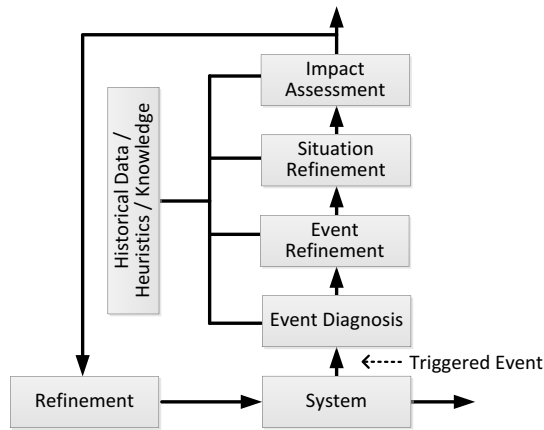 Impact
Assessment
Historical Data /
Heuristics / Knowledge
Situation
Refinement
Event
Refinement
Event Diagnosis
Triggered Event
Refinement
System